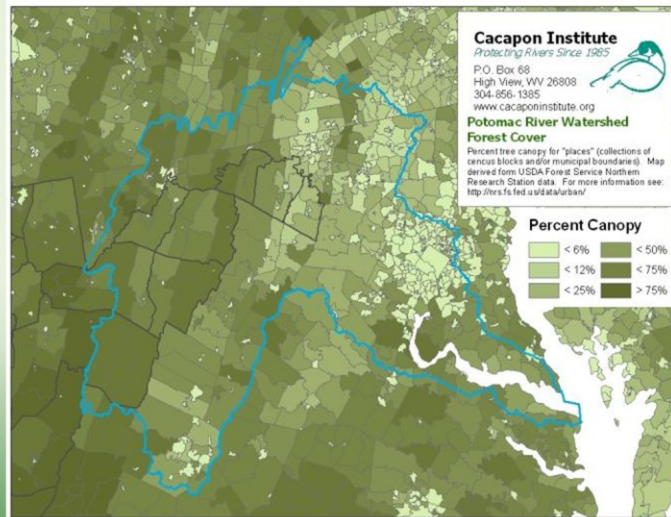 Cacapon Institute
Protecting Rivers Since 1985
P.O. Box 68
High View, WV 26808
304-856-1385
www.cacaponinstitute.org
Potomac River Watershed
Forest Cover
Percent tree canopy for "places" (collections of
cencus blocks and/or municipal boundaries). Map
derived form USDA Forest Service Northern
Research Station data. For more information see:
http://nrs.fs.fed.us/data/urban/
Percent Canopy
< 6%
< 50%
< 12%
< 75%
< 25%
> 75%